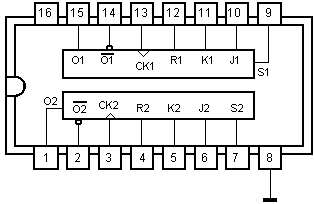 16 15 14 13 12 11 10 9
O1 O1 CK1 R1 K1 J1 S1
O2 O2 CK2 R2 K2 J2 S2
1 2 3 4 5 6 7 8